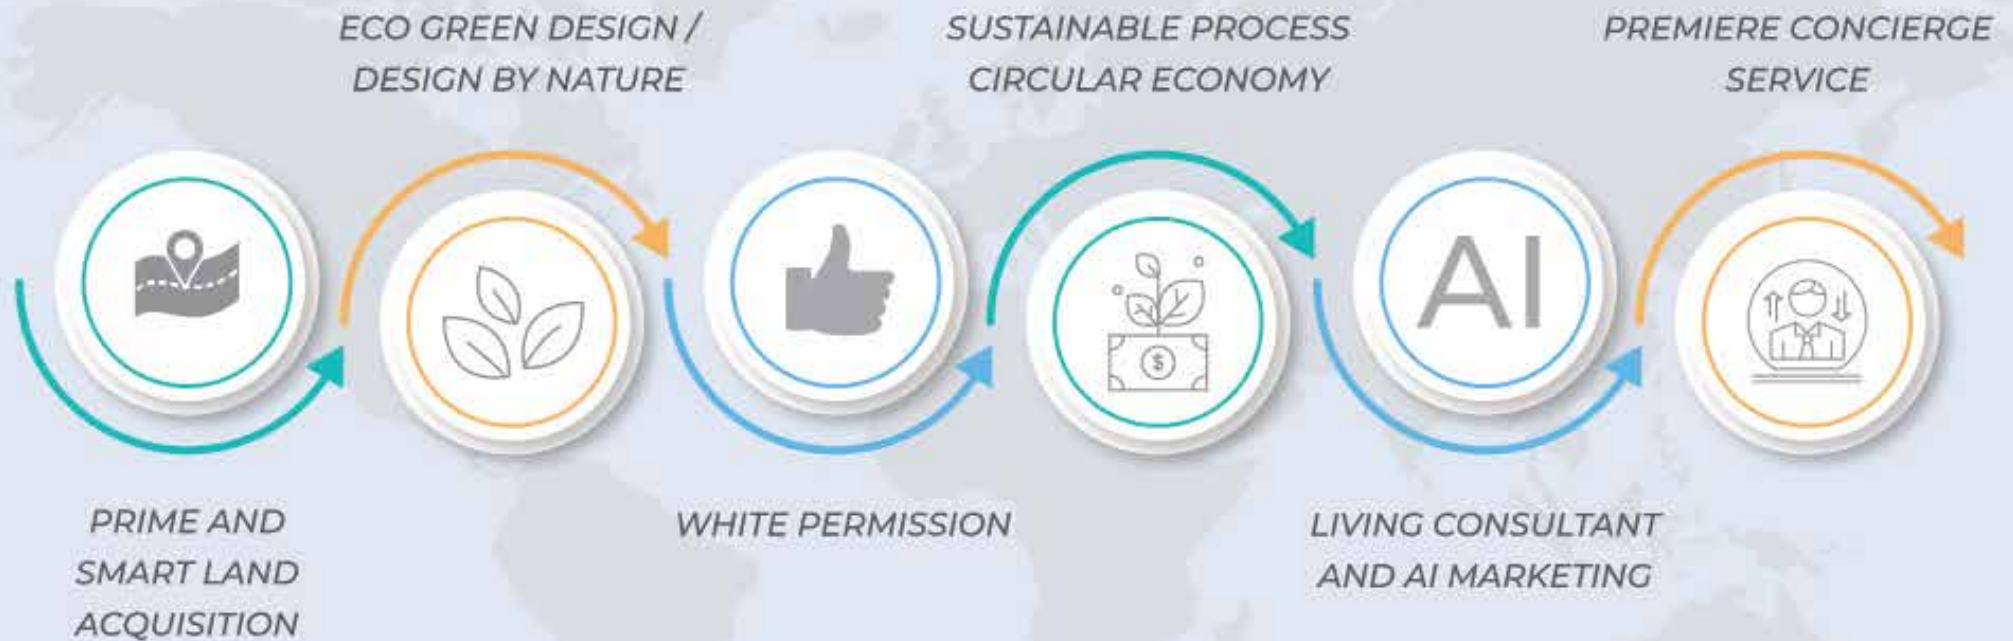 ECO GREEN DESIGN /
DESIGN BY NATURE
SUSTAINABLE PROCESS
CIRCULAR ECONOMY
PREMIERE CONCIERGE
SERVICE
$
AI
PRIME AND
SMART LAND
ACQUISITION
WHITE PERMISSION
LIVING CONSULTANT
AND AI MARKETING